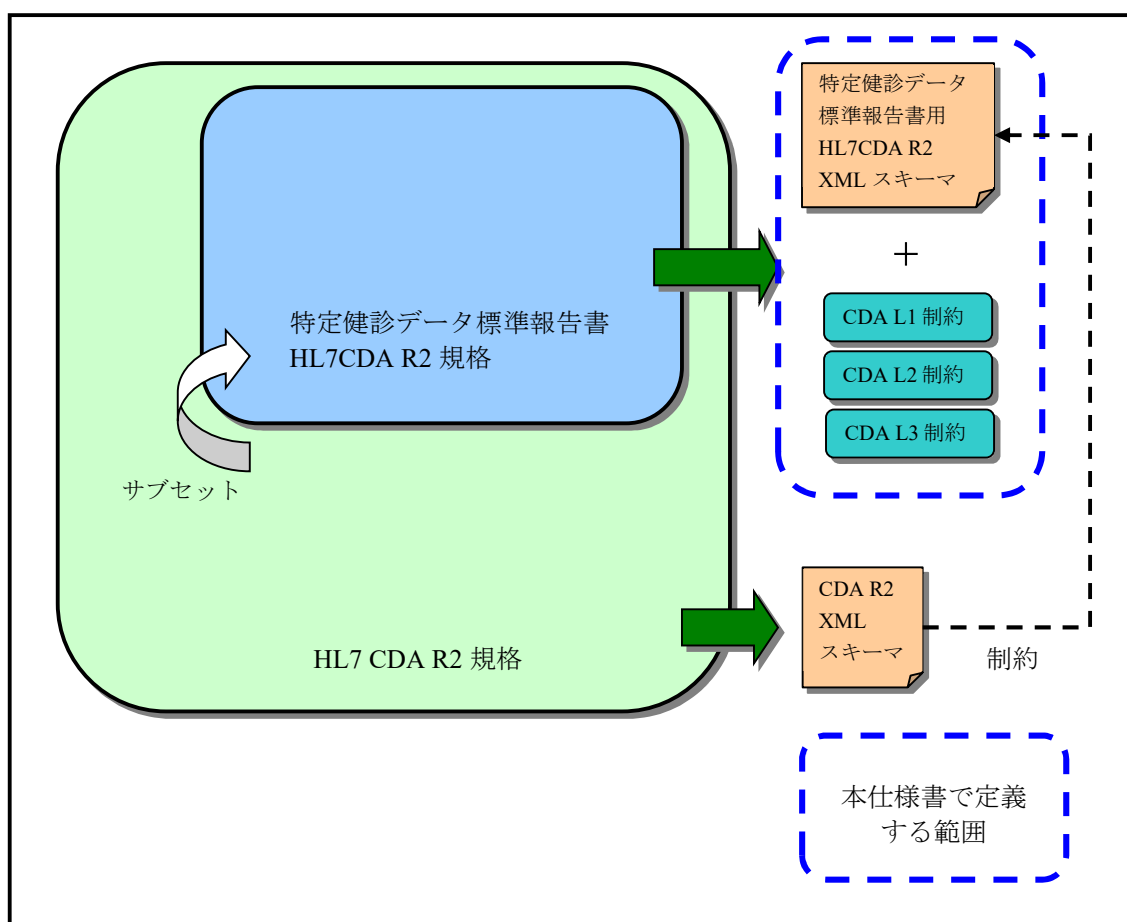 特定健診データ
標準報告書用
HL7CDA R2
XML スキーマ
+
CDA L1 制約
CDA L2 制約
CDA L3 制約
特定健診データ標準報告書
HL7CDA R2 規格
サブセット
HL7 CDA R2 規格
CDA R2
XML
スキーマ
制約
本仕様書で定義
する範囲